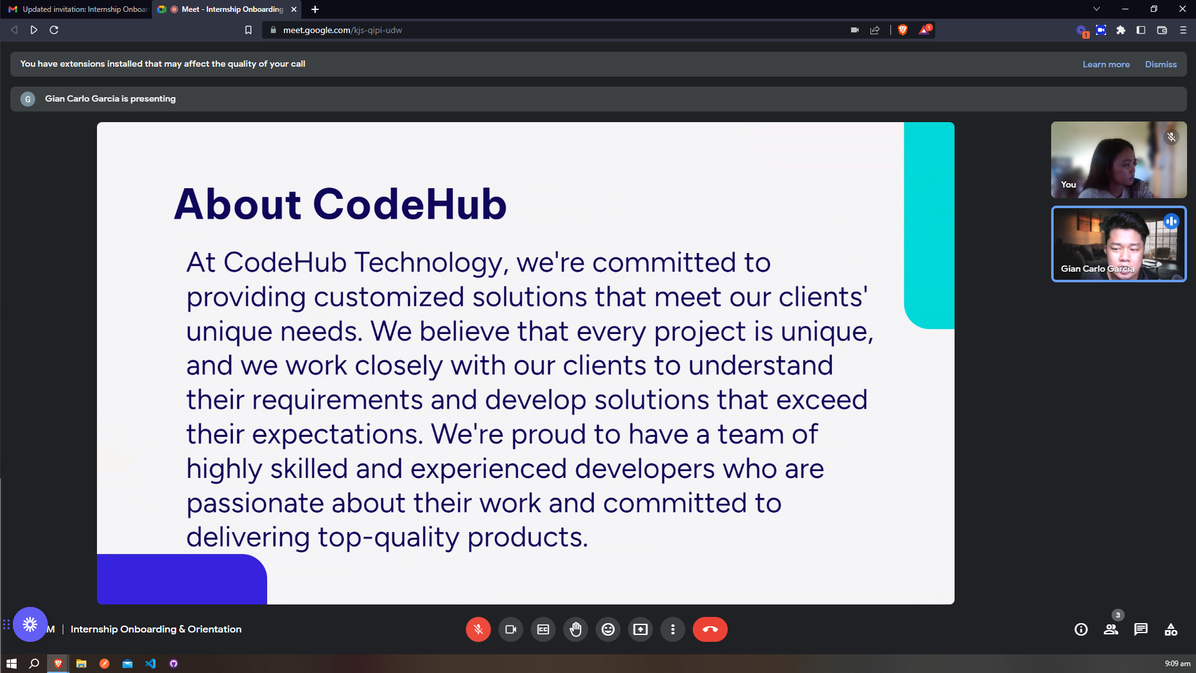 Updated invitation: Internship Onboar
Meet - Internship Onboarding
meet.google.com/kjs-qipi-udw
1
1
You have extensions installed that may affect the quality of your call
Learn more
Dismiss
G
Gian Carlo Garcia is presenting
About CodeHub
At CodeHub Technology, we're committed to
providing customized solutions that meet our clients'
unique needs. We believe that every project is unique,
and we work closely with our clients to understand
their requirements and develop solutions that exceed
their expectations. We're proud to have a team of
highly skilled and experienced developers who are
passionate about their work and committed to
delivering top-quality products.
You
Gian Carlo Garcia
M | Internship Onboarding & Orientation
CC
3
9:09 am